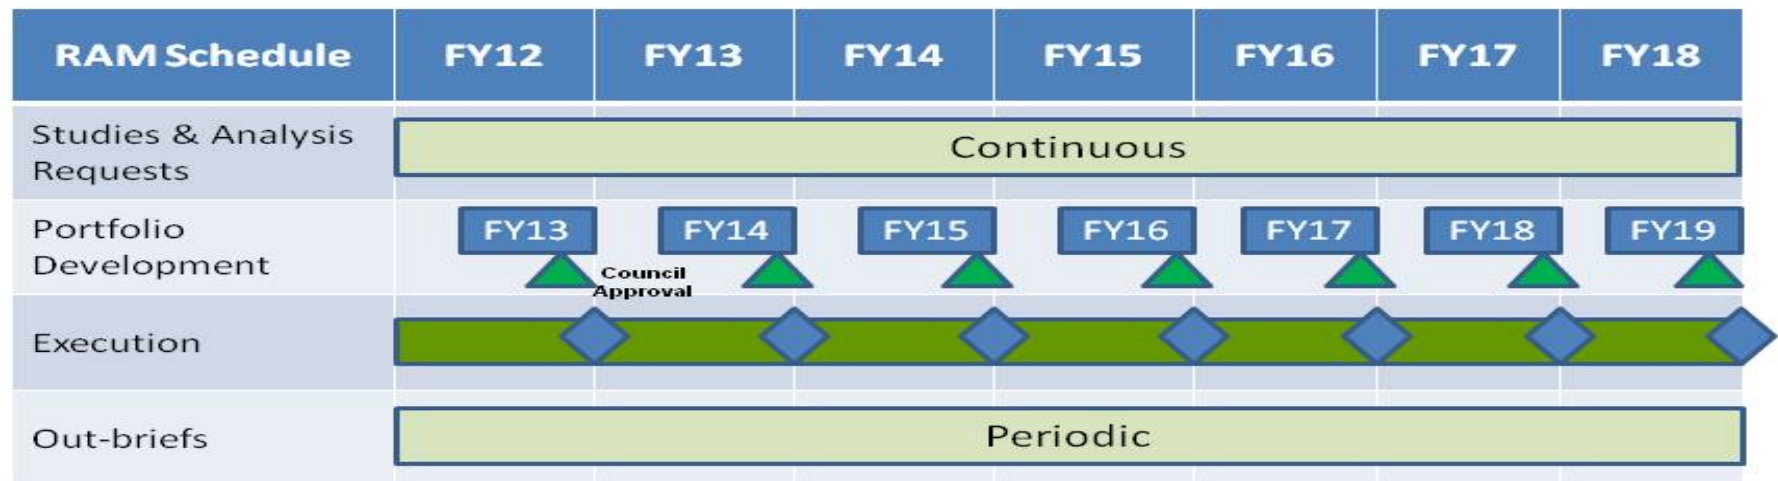 RAM Schedule FY12 FY13 FY14 FY15 FY16 FY17 FY18
Studies & Analysis
Requests
Continuous
Portfolio
Development
FY13 FY14 FY15 FY16 FY17 FY18 FY19
Council
Approval
Execution
Out-briefs
Periodic